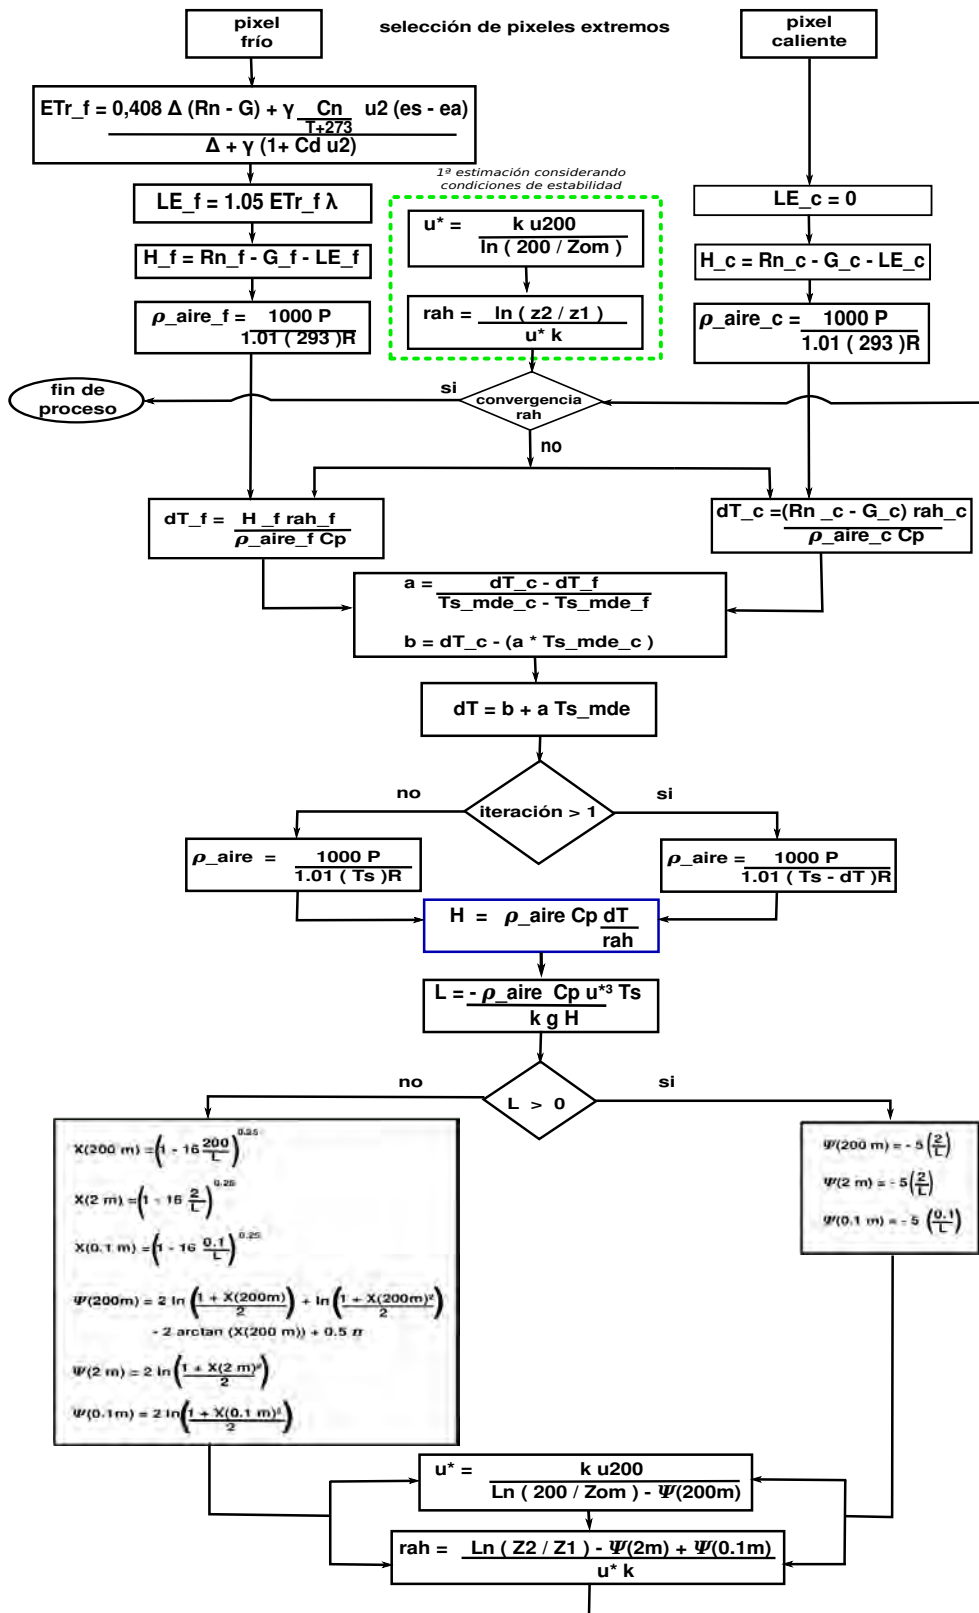 pixel
frío
selección de pixeles extremos
pixel
caliente
ETr_f = 0,408 Δ (Rn - G) + γ Cn u2 (es - ea)
T+273
Δ + γ (1+ Cd u2)
1ª estimación considerando
condiciones de estabilidad
LE_f = 1.05 ETr_f λ
u* = k u200
ln ( 200 / Zom )
LE_c = 0
H_f = Rn_f - G_f - LE_f
H_c = Rn_c - G_c - LE_c
ρ_aire_f = 1000 P
1.01 ( 293 )R
rah = ln ( z2 / z1 )
u* k
ρ_aire_c = 1000 P
1.01 ( 293 )R
fin de
proceso
si
convergencia
rah
no
dT_f = H _f rah_f
ρ_aire_f Cp
dT_c =(Rn _c - G_c) rah_c
ρ_aire_c Cp
a = dT_c - dT_f
Ts_mde_c - Ts_mde_f
b = dT_c - (a * Ts_mde_c )
dT = b + a Ts_mde
no
iteración > 1
si
ρ_aire = 1000 P
1.01 ( Ts )R
ρ_aire = 1000 P
1.01 ( Ts - dT )R
H = ρ_aire Cp dT
rah
L = - ρ_aire Cp u*³ Ts
k g H
no
L > 0
si
X(200 m) = (1 - 16 200/L)^0.25
X(2 m) = (1 - 16 2/L)^0.25
X(0.1 m) = (1 - 16 0.1/L)^0.25
Ψ(200m) = 2 ln ((1 + X(200m))/2) + ln ((1 + X(200m)²)/2)
- 2 arctan (X(200 m)) + 0.5 π
Ψ(2 m) = 2 ln ((1 + X(2 m)²)/2)
Ψ(0.1m) = 2 ln ((1 + X(0.1 m)²)/2)
Ψ(200 m) = - 5 (2/L)
Ψ(2 m) = - 5 (2/L)
Ψ(0.1 m) = - 5 (0.1/L)
u* = k u200
Ln ( 200 / Zom ) - Ψ(200m)
rah = Ln ( Z2 / Z1 ) - Ψ(2m) + Ψ(0.1m)
u* k